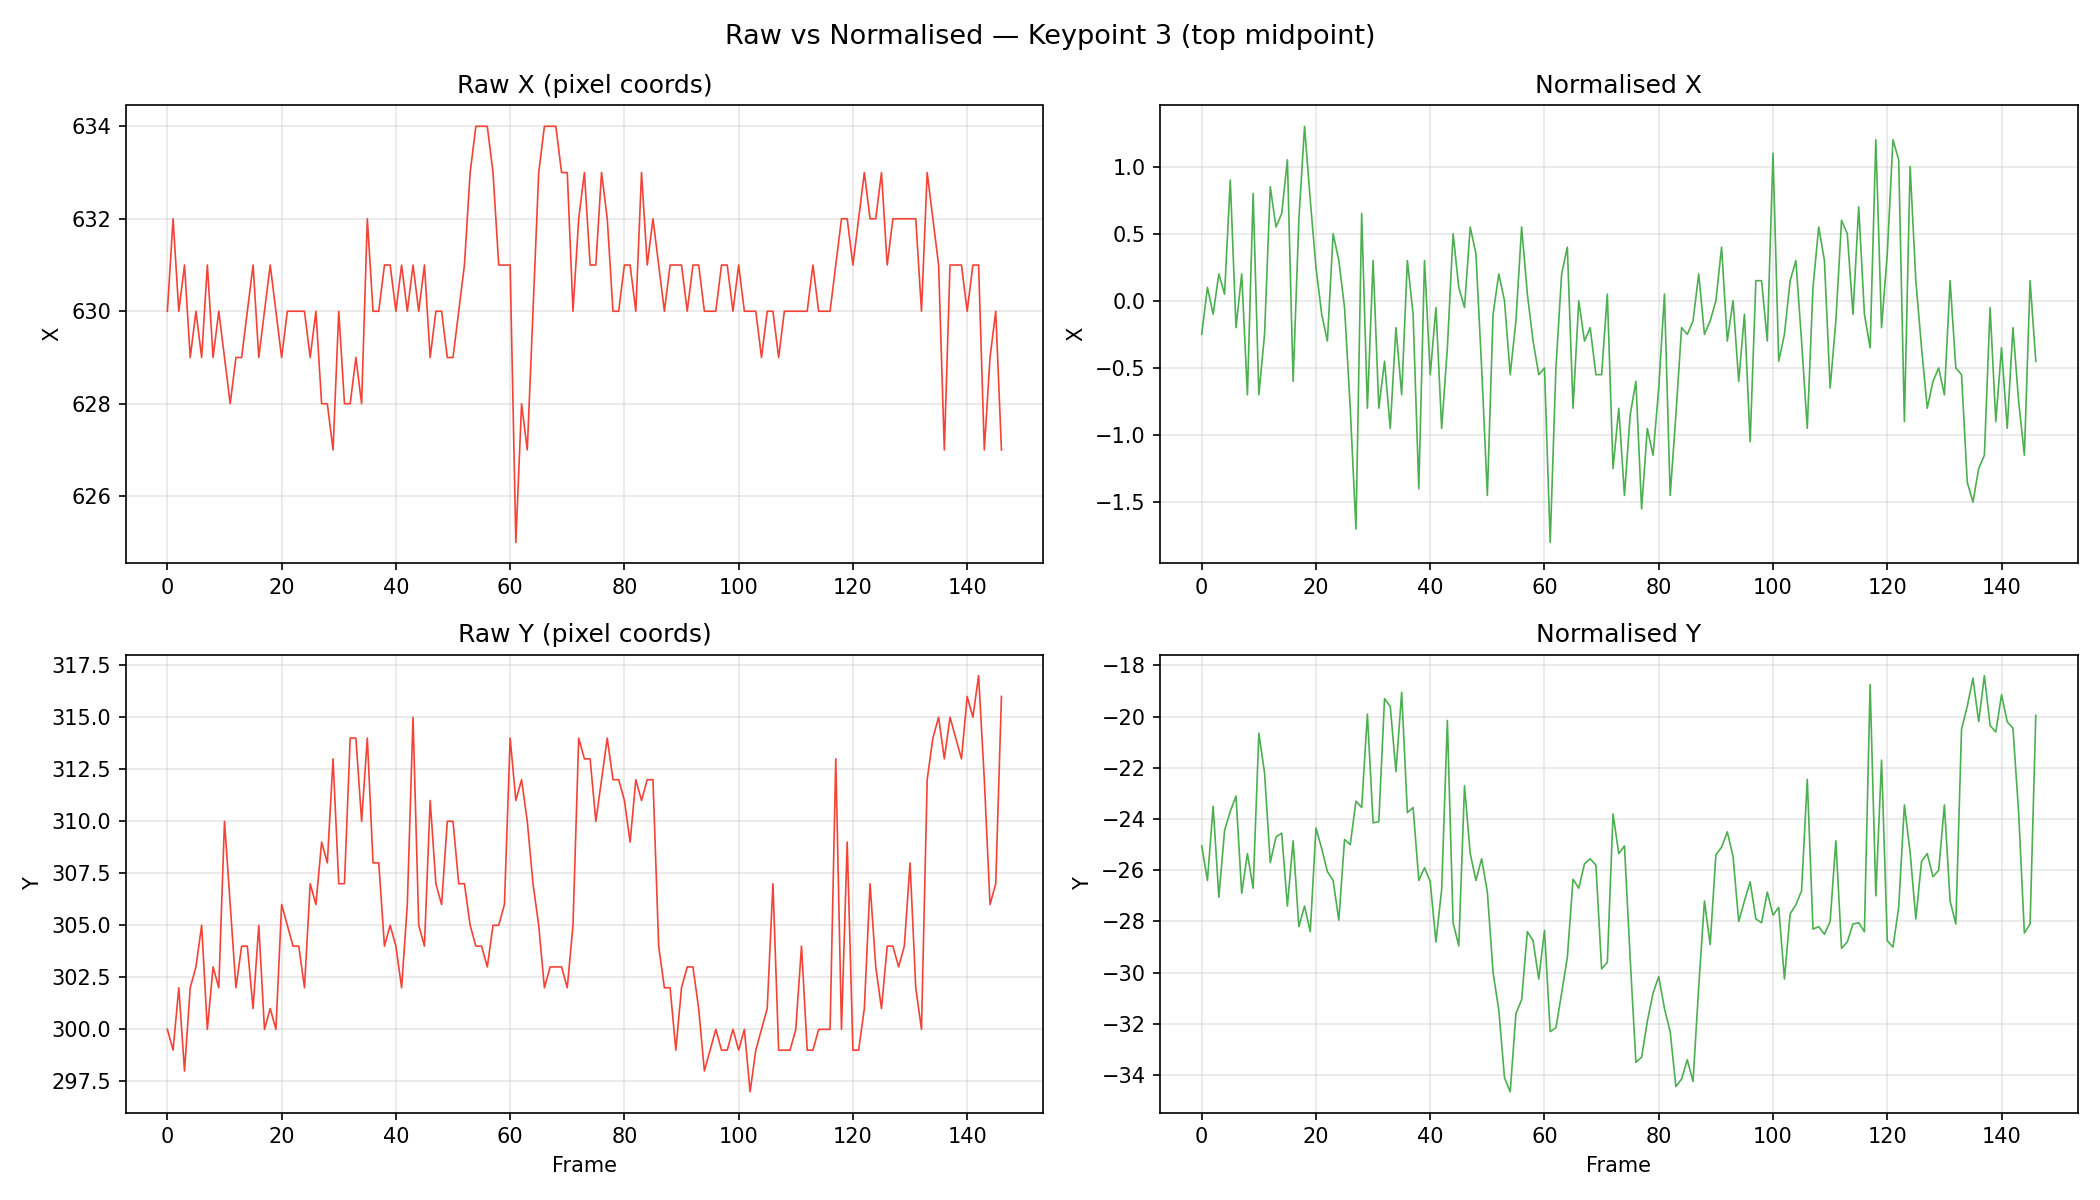 Raw vs Normalised — Keypoint 3 (top midpoint)
Raw X (pixel coords)
634
632
630
628
626
X
0 20 40 60 80 100 120 140
Normalised X
1.0
0.5
0.0
−0.5
−1.0
−1.5
X
0 20 40 60 80 100 120 140
Raw Y (pixel coords)
317.5
315.0
312.5
310.0
307.5
305.0
302.5
300.0
297.5
Y
0 20 40 60 80 100 120 140
Frame
Normalised Y
−18
−20
−22
−24
−26
−28
−30
−32
−34
Y
0 20 40 60 80 100 120 140
Frame